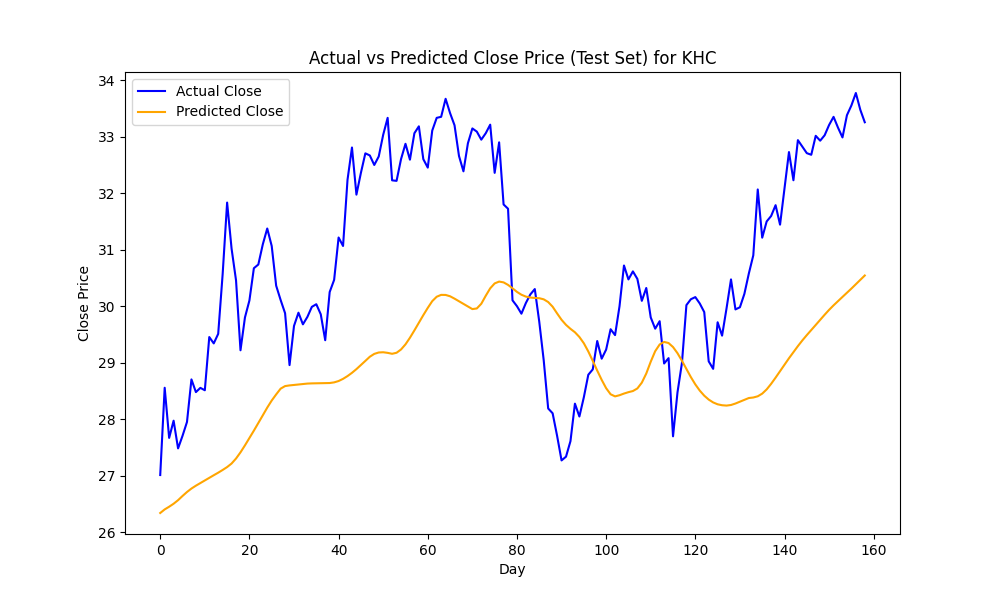 Actual vs Predicted Close Price (Test Set) for KHC
Actual Close
Predicted Close
Close Price
34
33
32
31
30
29
28
27
26
0 20 40 60 80 100 120 140 160
Day